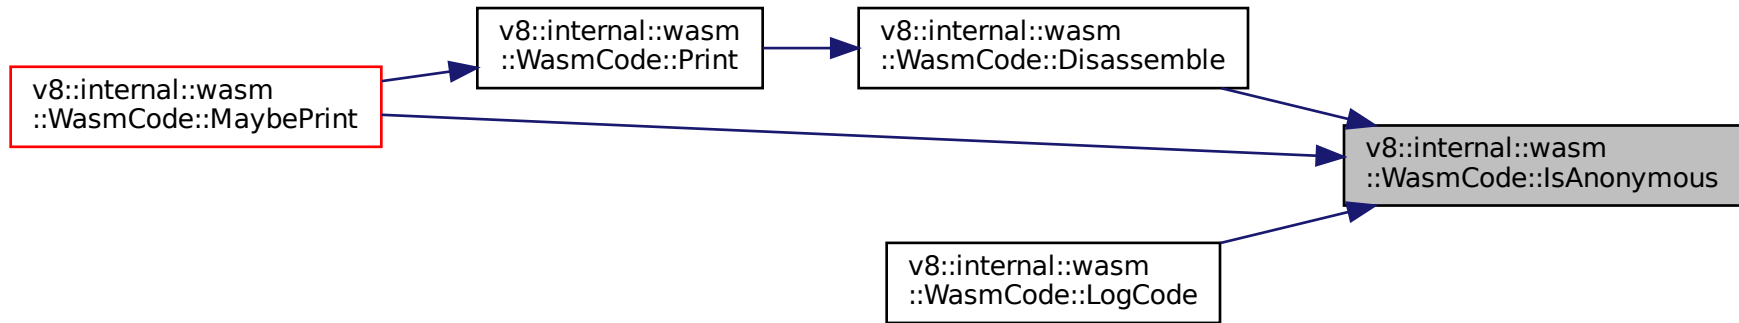 v8::internal::wasm
::WasmCode::MaybePrint
v8::internal::wasm
::WasmCode::Print
v8::internal::wasm
::WasmCode::Disassemble
v8::internal::wasm
::WasmCode::IsAnonymous
v8::internal::wasm
::WasmCode::LogCode